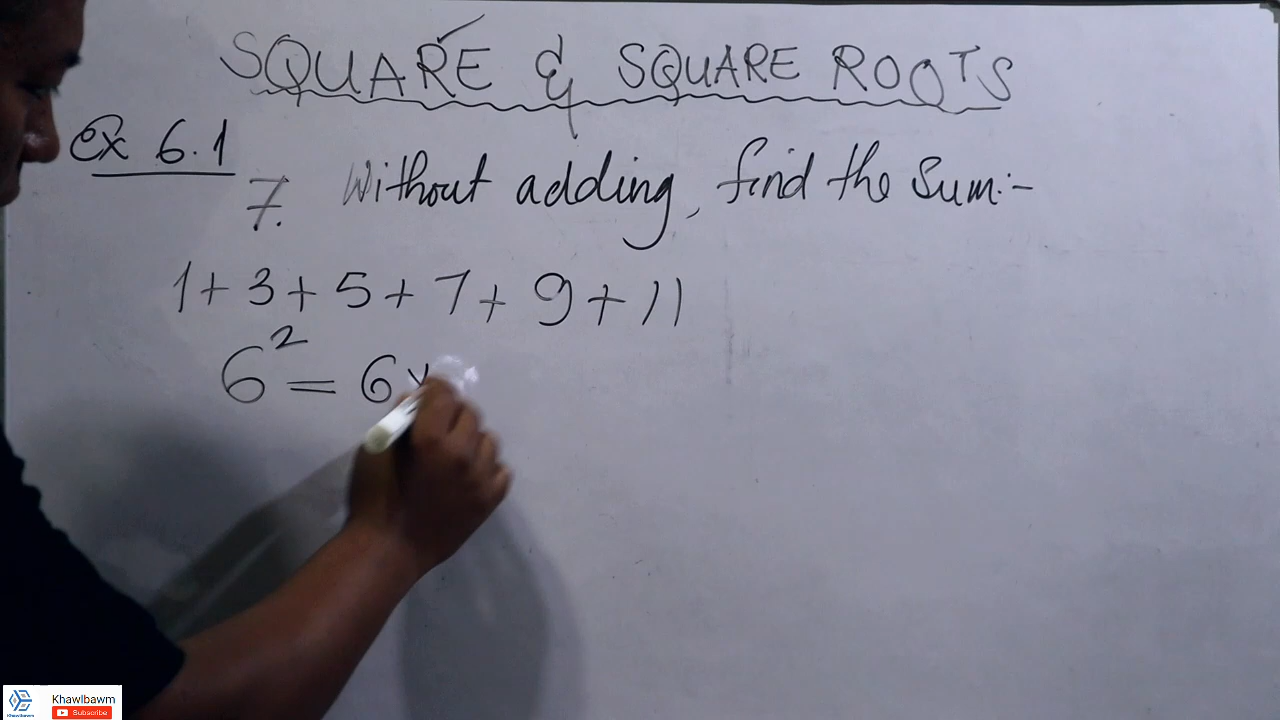 SQUARE & SQUARE ROOTS
Ex 6.1
7. Without adding, find the Sum:-
1+3+5+7+9+11
6² = 6×
Khawlbawm
Subscribe
Khawlbawm